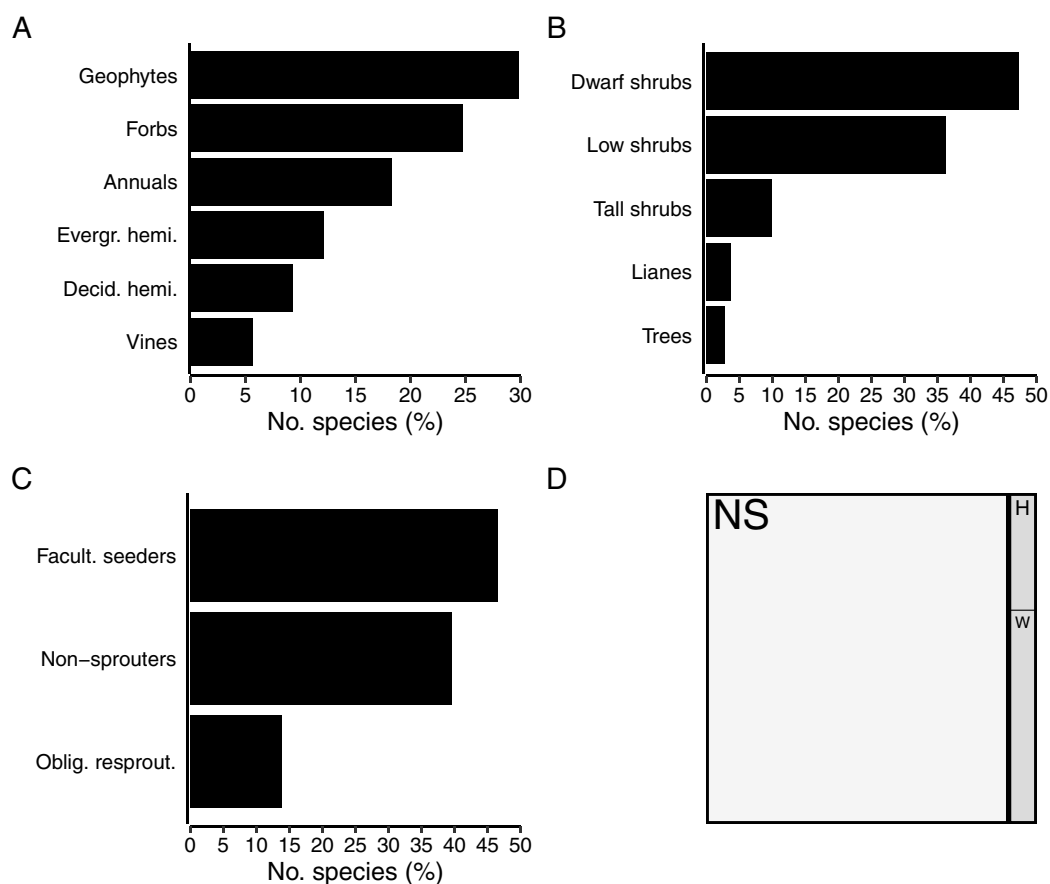 A
Geophytes
Forbs
Annuals
Evergr. hemi.
Decid. hemi.
Vines
0 5 10 15 20 25 30
No. species (%)
B
Dwarf shrubs
Low shrubs
Tall shrubs
Lianes
Trees
0 5 10 15 20 25 30 35 40 45 50
No. species (%)
C
Facult. seeders
Non−sprouters
Oblig. resprout.
0 5 10 15 20 25 30 35 40 45 50
No. species (%)
D
NS
H
W